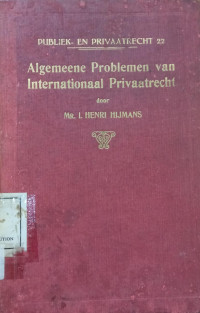 PUBLIEK- EN PRIVAATRECHT 22
Algemeene Problemen van
Internationaal Privaatrecht
door
MR. I. HENRI HIJMANS